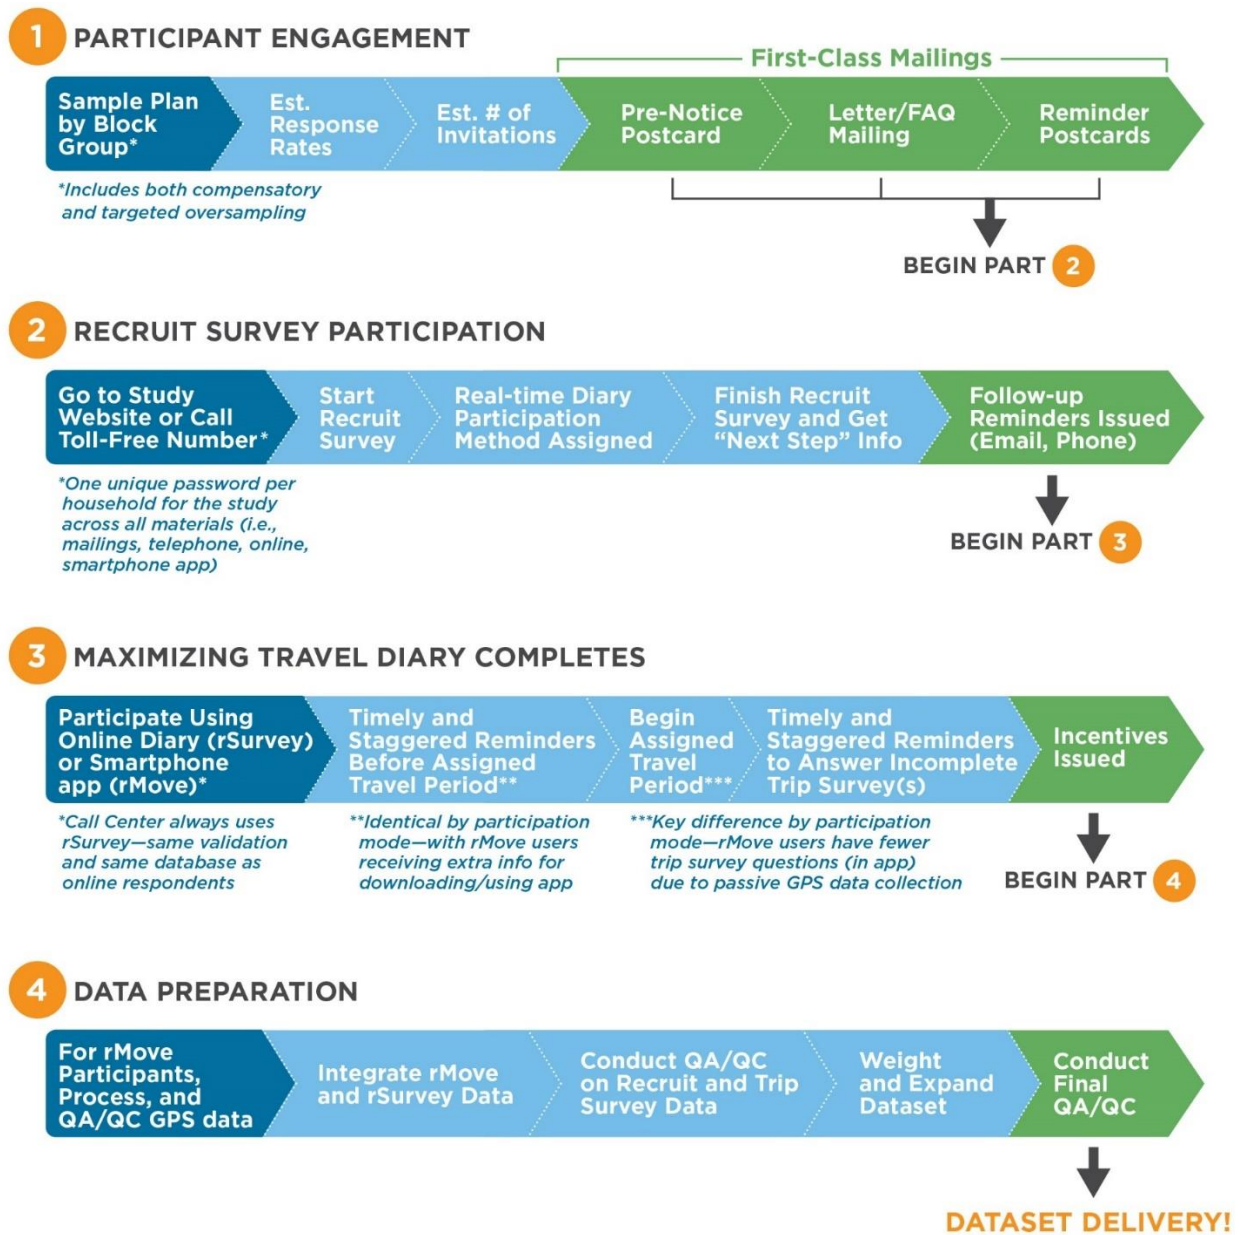 1 PARTICIPANT ENGAGEMENT
First-Class Mailings
Sample Plan
by Block
Group*
Est.
Response
Rates
Est. # of
Invitations
Pre-Notice
Postcard
Letter/FAQ
Mailing
Reminder
Postcards
*Includes both compensatory
and targeted oversampling
BEGIN PART 2
2 RECRUIT SURVEY PARTICIPATION
Go to Study
Website or Call
Toll-Free Number*
Start
Recruit
Survey
Real-time Diary
Participation
Method Assigned
Finish Recruit
Survey and Get
“Next Step” Info
Follow-up
Reminders Issued
(Email, Phone)
*One unique password per
household for the study
across all materials (i.e.,
mailings, telephone, online,
smartphone app)
BEGIN PART 3
3 MAXIMIZING TRAVEL DIARY COMPLETES
Participate Using
Online Diary (rSurvey)
or Smartphone
app (rMove)*
Timely and
Staggered Reminders
Before Assigned
Travel Period**
Begin
Assigned
Travel
Period***
Timely and
Staggered Reminders
to Answer Incomplete
Trip Survey(s)
Incentives
Issued
*Call Center always uses
rSurvey—same validation
and same database as
online respondents
**Identical by participation
mode—with rMove users
receiving extra info for
downloading/using app
***Key difference by participation
mode—rMove users have fewer
trip survey questions (in app)
due to passive GPS data collection
BEGIN PART 4
4 DATA PREPARATION
For rMove
Participants,
Process, and
QA/QC GPS data
Integrate rMove
and rSurvey Data
Conduct QA/QC
on Recruit and Trip
Survey Data
Weight
and Expand
Dataset
Conduct
Final
QA/QC
DATASET DELIVERY!